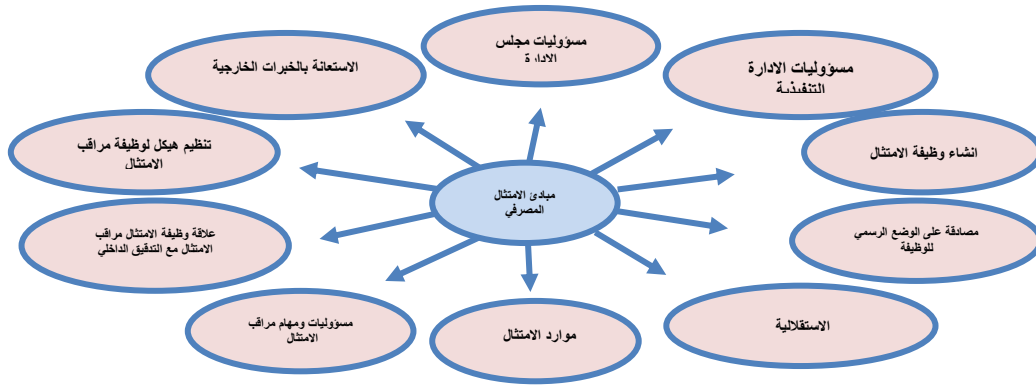 مسؤوليات مجلس
الادارة
مسؤوليات الادارة
التنفيذية
انشاء وظيفة الامتثال
مصادقة على الوضع الرسمي
للوظيفة
الاستقلالية
موارد الامتثال
مسؤوليات ومهام مراقب
الامتثال
علاقة وظيفة الامتثال مراقب
الامتثال مع التدقيق الداخلي
تنظيم هيكل لوظيفة مراقب
الامتثال
الاستعانة بالخبرات الخارجية
مبادئ الامتثال
المصرفي